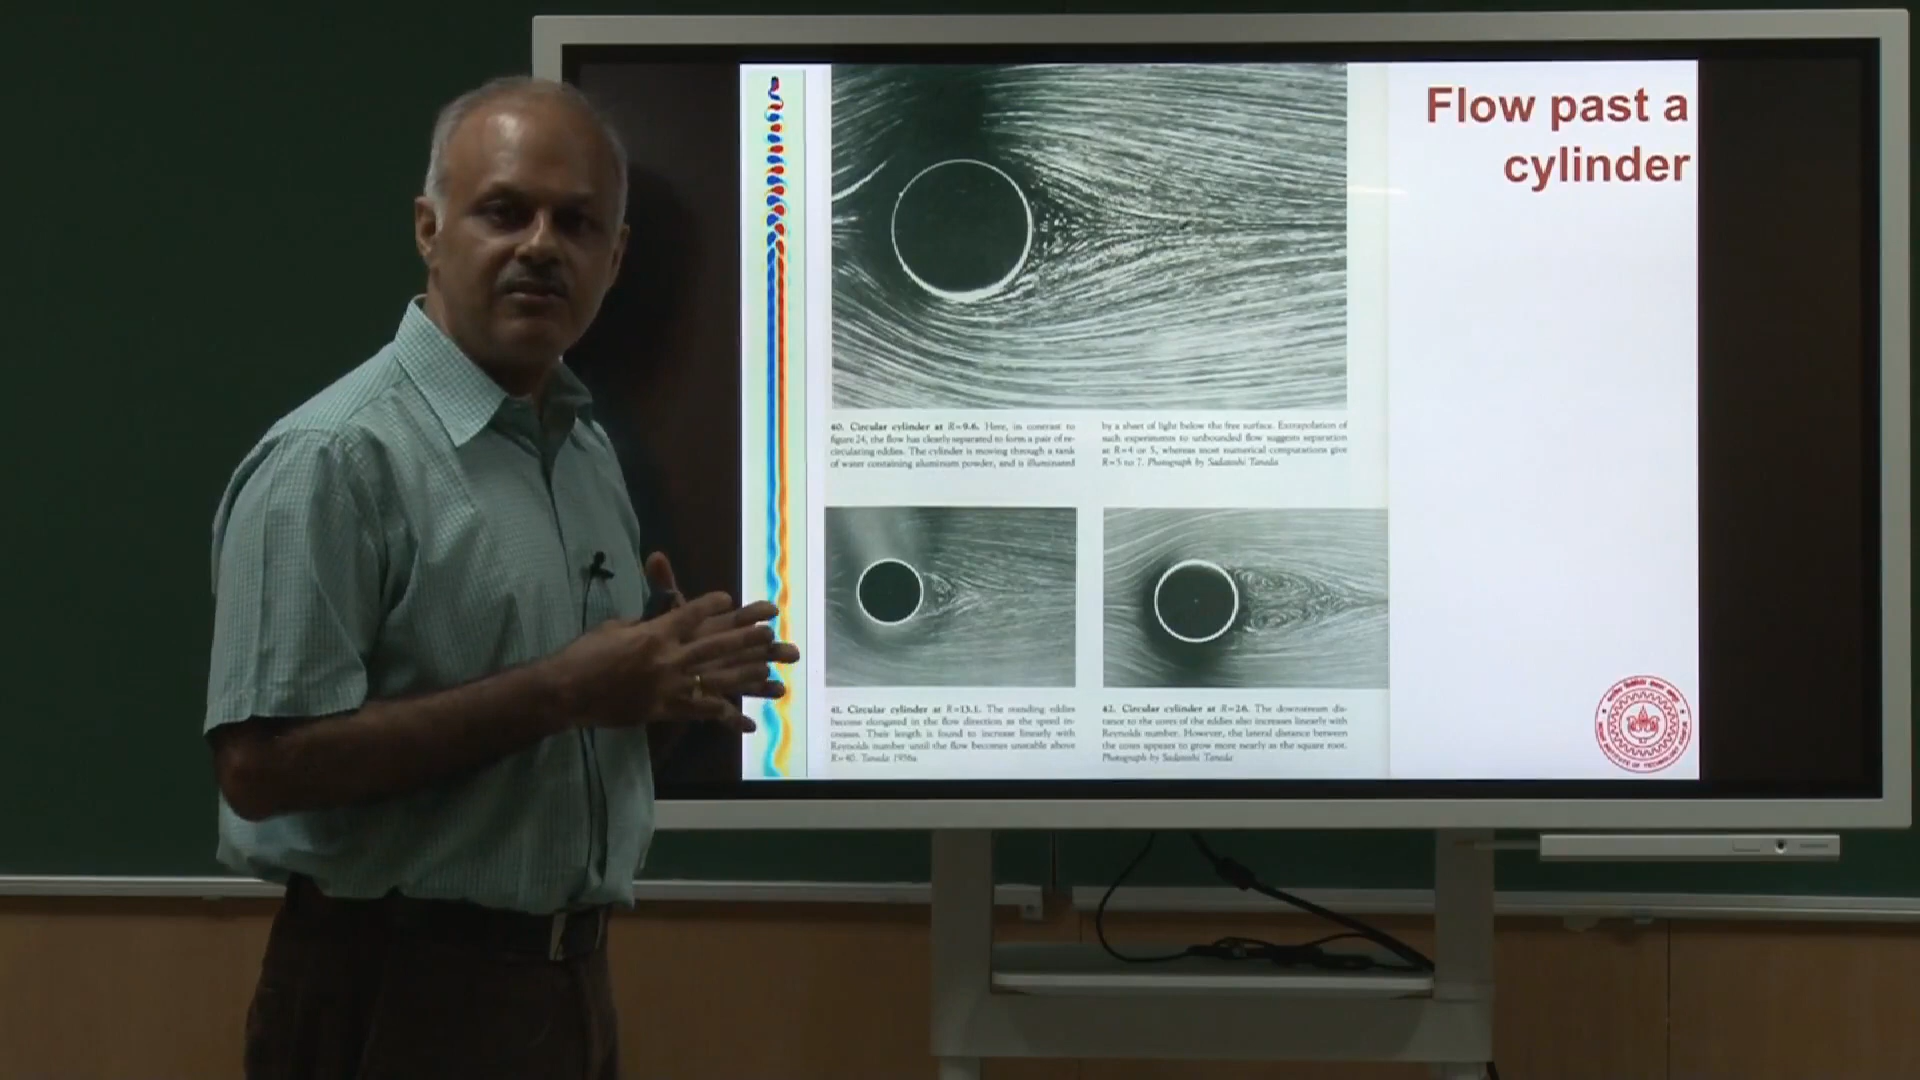 Flow past a
cylinder
40. Circular cylinder at R=9.6. Here, in contrast to
figure 24, the flow has clearly separated to form a pair of re-
circulating eddies. The cylinder is moving through a tank
of water containing aluminum powder, and is illuminated
by a sheet of light below the free surface. Extrapolation of
such experiments to unbounded flow suggests separation
at R=4 or 5, whereas most numerical computations give
R=5 to 7. Photograph by Sadatoshi Taneda
41. Circular cylinder at R=13.1. The standing eddies
become elongated in the flow direction as the speed in-
creases. Their length is found to increase linearly with
Reynolds number until the flow becomes unstable above
R=40. Taneda 1956a
42. Circular cylinder at R=26. The downstream dis-
tance to the cores of the eddies also increases linearly with
Reynolds number. However, the lateral distance between
the cores appears to grow more nearly as the square root.
Photograph by Sadatoshi Taneda